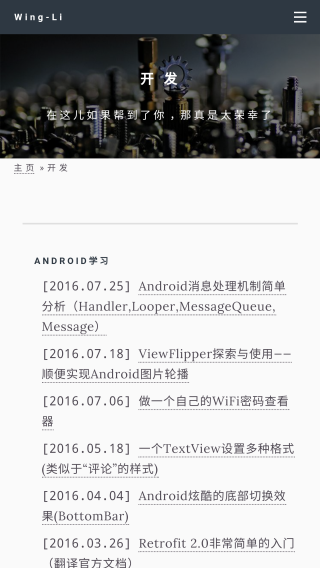 Wing-Li
开发
在这儿如果帮到了你，那真是太荣幸了
主页 » 开发
ANDROID学习
[2016.07.25] Android消息处理机制简单
分析（Handler,Looper,MessageQueue,
Message）
[2016.07.18] ViewFlipper探索与使用——
顺便实现Android图片轮播
[2016.07.06] 做一个自己的WiFi密码查看
器
[2016.05.18] 一个TextView设置多种格式
(类似于“评论”的样式)
[2016.04.04] Android炫酷的底部切换效
果(BottomBar)
[2016.03.26] Retrofit 2.0非常简单的入门
（翻译官方文档）